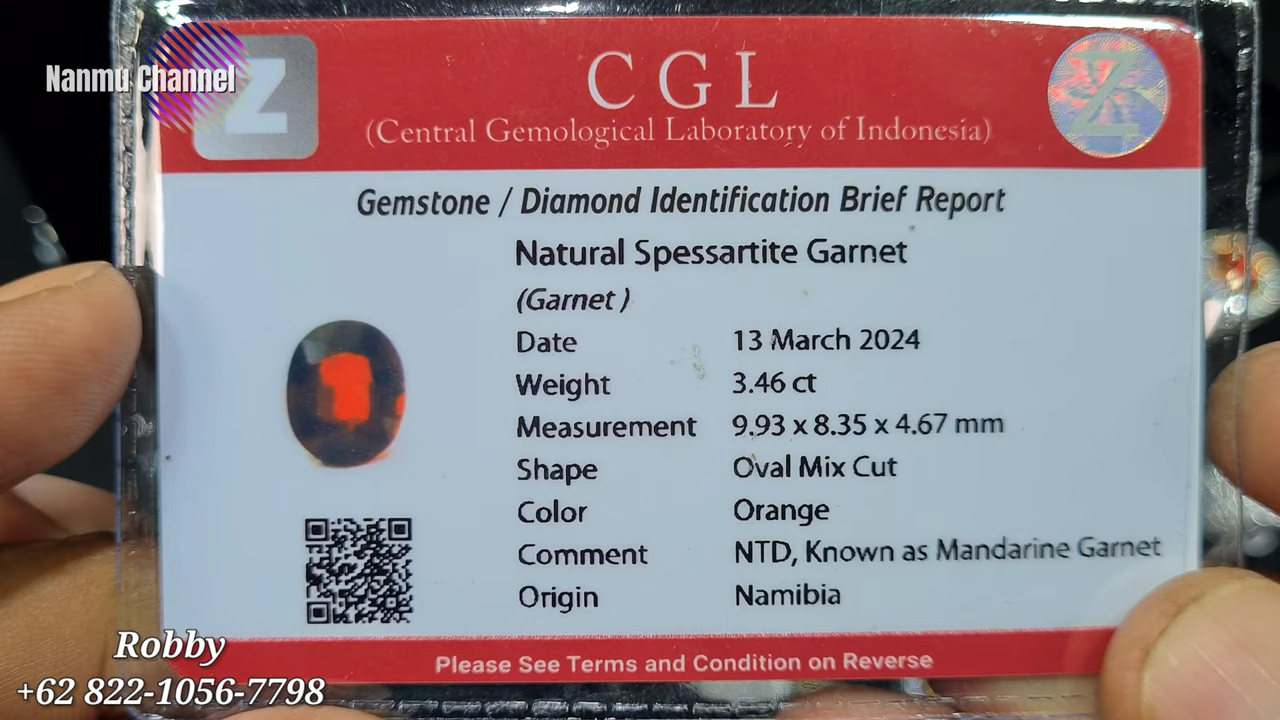 Nanmu Channel
Z
C G L
Z
(Central Gemological Laboratory of Indonesia)
Gemstone / Diamond Identification Brief Report
Natural Spessartite Garnet
(Garnet )
Date 13 March 2024
Weight 3.46 ct
Measurement 9.93 x 8.35 x 4.67 mm
Shape Oval Mix Cut
Color Orange
Comment NTD, Known as Mandarine Garnet
Origin Namibia
Robby
+62 822-1056-7798
Please See Terms and Condition on Reverse